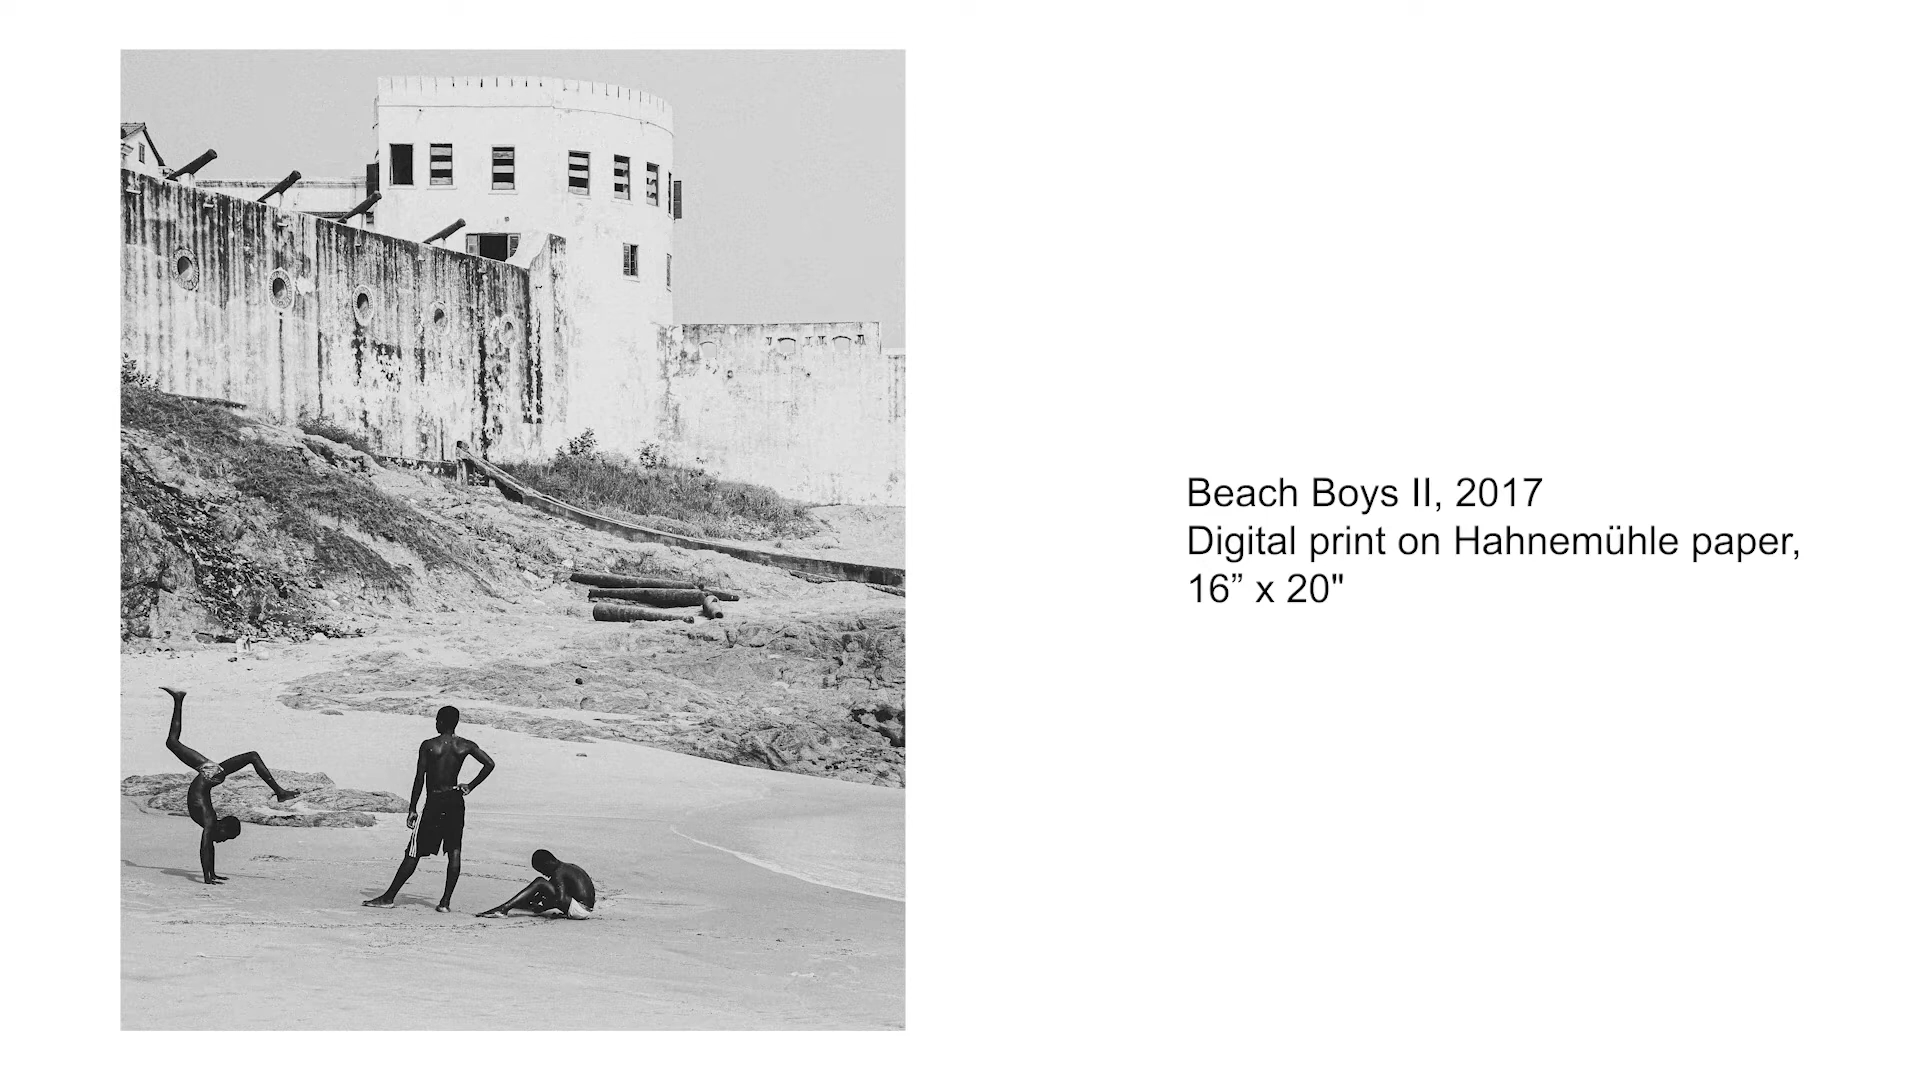 Beach Boys II, 2017
Digital print on Hahnemühle paper,
16” x 20"